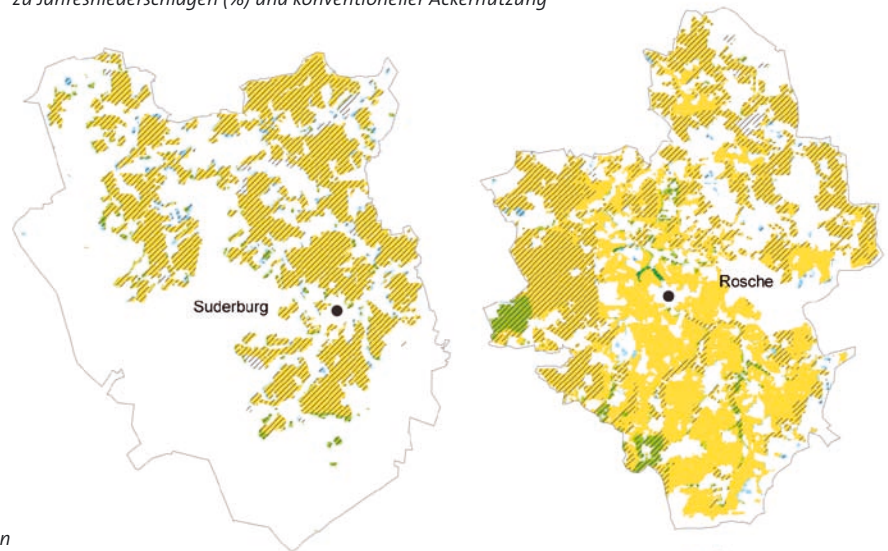 zu Jahresniederschlägen (%) und konventioneller Ackernutzung
Rosche
Suderburg
n